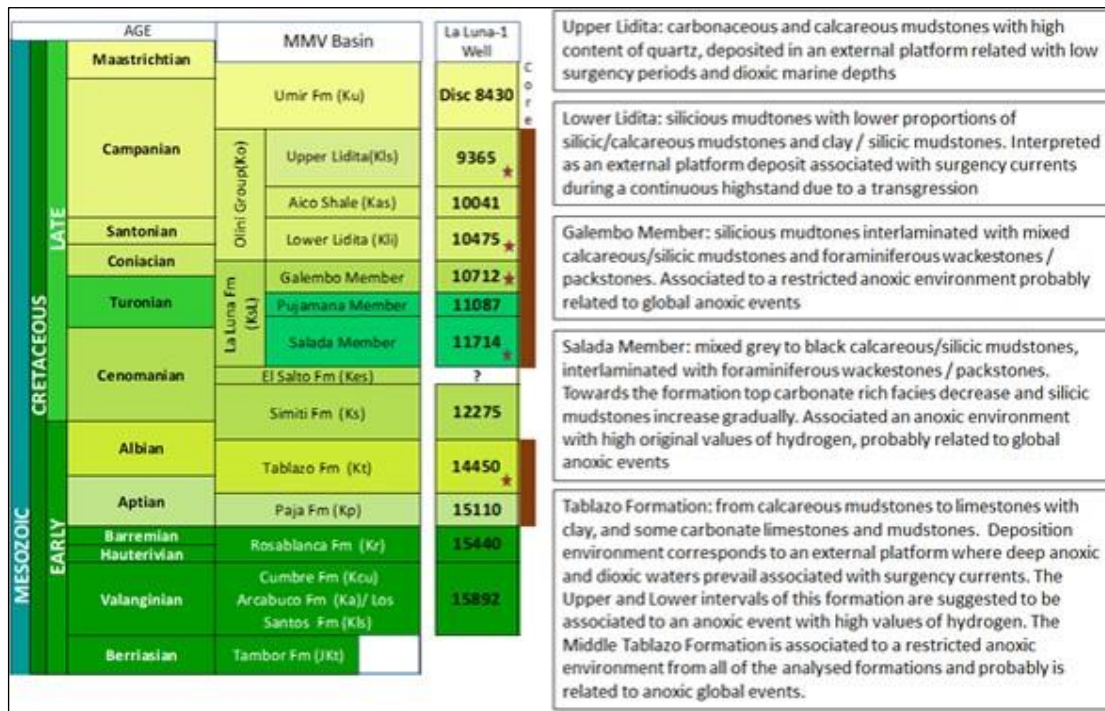 AGE
MMV Basin
La Luna-1
Well
Core
MESOZOIC
CRETACEOUS
LATE
EARLY
Maastrichtian
Campanian
Santonian
Coniacian
Turonian
Cenomanian
Albian
Aptian
Barremian
Hauterivian
Valanginian
Berriasian
Umir Fm (Ku)
Olini Group(Ko)
Upper Lidita(Kls)
Aico Shale (Kas)
Lower Lidita (Kli)
La Luna Fm
(KsL)
Galembo Member
Pujamana Member
Salada Member
El Salto Fm (Kes)
Simiti Fm (Ks)
Tablazo Fm (Kt)
Paja Fm (Kp)
Rosablanca Fm (Kr)
Cumbre Fm (Kcu)
Arcabuco Fm (Ka)/ Los
Santos Fm (Kls)
Tambor Fm (JKt)
Disc 8430
9365
10041
10475
10712
11087
11714
?
12275
14450
15110
15440
15892
Upper Lidita: carbonaceous and calcareous mudstones with high
content of quartz, deposited in an external platform related with low
surgency periods and dioxic marine depths
Lower Lidita: silicious mudtones with lower proportions of
silicic/calcareous mudstones and clay / silicic mudstones. Interpreted
as an external platform deposit associated with surgency currents
during a continuous highstand due to a transgression
Galembo Member: silicious mudtones interlaminated with mixed
calcareous/silicic mudstones and foraminiferous wackestones /
packstones. Associated to a restricted anoxic environment probably
related to global anoxic events
Salada Member: mixed grey to black calcareous/silicic mudstones,
interlaminated with foraminiferous wackestones / packstones.
Towards the formation top carbonate rich facies decrease and silicic
mudstones increase gradually. Associated an anoxic environment
with high original values of hydrogen, probably related to global
anoxic events
Tablazo Formation: from calcareous mudstones to limestones with
clay, and some carbonate limestones and mudstones. Deposition
environment corresponds to an external platform where deep anoxic
and dioxic waters prevail associated with surgency currents. The
Upper and Lower intervals of this formation are suggested to be
associated to an anoxic event with high values of hydrogen. The
Middle Tablazo Formation is associated to a restricted anoxic
environment from all of the analysed formations and probably is
related to anoxic global events.